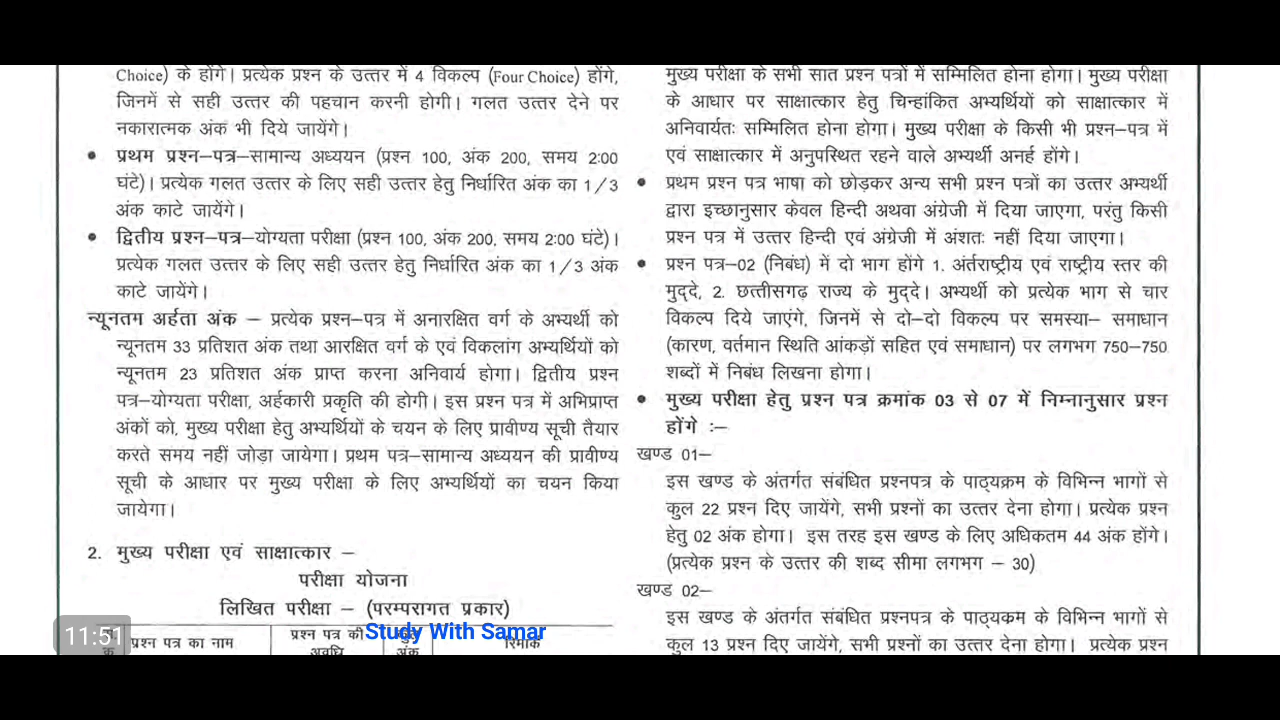 Choice) के होंगे। प्रत्येक प्रश्न के उत्तर में 4 विकल्प (Four Choice) होंगे,
जिनमें से सही उत्तर की पहचान करनी होगी। गलत उत्तर देने पर
नकारात्मक अंक भी दिये जायेंगे।
• प्रथम प्रश्न–पत्र–सामान्य अध्ययन (प्रश्न 100, अंक 200, समय 2:00
घंटे)। प्रत्येक गलत उत्तर के लिए सही उत्तर हेतु निर्धारित अंक का 1/3
अंक काटे जायेंगे।
• द्वितीय प्रश्न–पत्र–योग्यता परीक्षा (प्रश्न 100, अंक 200, समय 2:00 घंटे)।
प्रत्येक गलत उत्तर के लिए सही उत्तर हेतु निर्धारित अंक का 1/3 अंक
काटे जायेंगे।
न्यूनतम अर्हता अंक – प्रत्येक प्रश्न–पत्र में अनारक्षित वर्ग के अभ्यर्थी को
न्यूनतम 33 प्रतिशत अंक तथा आरक्षित वर्ग के एवं विकलांग अभ्यर्थियों को
न्यूनतम 23 प्रतिशत अंक प्राप्त करना अनिवार्य होगा। द्वितीय प्रश्न
पत्र–योग्यता परीक्षा, अर्हकारी प्रकृति की होगी। इस प्रश्न पत्र में अभिप्राप्त
अंकों को, मुख्य परीक्षा हेतु अभ्यर्थियों के चयन के लिए प्रावीण्य सूची तैयार
करते समय नहीं जोड़ा जायेगा। प्रथम पत्र–सामान्य अध्ययन की प्रावीण्य
सूची के आधार पर मुख्य परीक्षा के लिए अभ्यर्थियों का चयन किया
जायेगा।
2. मुख्य परीक्षा एवं साक्षात्कार –
परीक्षा योजना
लिखित परीक्षा – (परम्परागत प्रकार)
प्रश्न पत्र का नाम
प्रश्न पत्र की
अवधि
अंक
रिमार्क
मुख्य परीक्षा के सभी सात प्रश्न पत्रों में सम्मिलित होना होगा। मुख्य परीक्षा
के आधार पर साक्षात्कार हेतु चिन्हांकित अभ्यर्थियों को साक्षात्कार में
अनिवार्यतः सम्मिलित होना होगा। मुख्य परीक्षा के किसी भी प्रश्न–पत्र में
एवं साक्षात्कार में अनुपस्थित रहने वाले अभ्यर्थी अनर्ह होंगे।
• प्रथम प्रश्न पत्र भाषा को छोड़कर अन्य सभी प्रश्न पत्रों का उत्तर अभ्यर्थी
द्वारा इच्छानुसार केवल हिन्दी अथवा अंग्रेजी में दिया जाएगा, परंतु किसी
प्रश्न पत्र में उत्तर हिन्दी एवं अंग्रेजी में अंशतः नहीं दिया जाएगा।
• प्रश्न पत्र–02 (निबंध) में दो भाग होंगे 1. अंर्तराष्ट्रीय एवं राष्ट्रीय स्तर की
मुद्दे, 2. छत्तीसगढ़ राज्य के मुद्दे। अभ्यर्थी को प्रत्येक भाग से चार
विकल्प दिये जाएंगे, जिनमें से दो–दो विकल्प पर समस्या– समाधान
(कारण, वर्तमान स्थिति आंकड़ों सहित एवं समाधान) पर लगभग 750–750
शब्दों में निबंध लिखना होगा।
• मुख्य परीक्षा हेतु प्रश्न पत्र क्रमांक 03 से 07 में निम्नानुसार प्रश्न
होंगे :–
खण्ड 01–
इस खण्ड के अंतर्गत संबंधित प्रश्नपत्र के पाठ्यक्रम के विभिन्न भागों से
कुल 22 प्रश्न दिए जायेंगे, सभी प्रश्नों का उत्तर देना होगा। प्रत्येक प्रश्न
हेतु 02 अंक होगा। इस तरह इस खण्ड के लिए अधिकतम 44 अंक होंगे।
(प्रत्येक प्रश्न के उत्तर की शब्द सीमा लगभग – 30)
खण्ड 02–
इस खण्ड के अंतर्गत संबंधित प्रश्नपत्र के पाठ्यकम के विभिन्न भागों से
कुल 13 प्रश्न दिए जायेंगे, सभी प्रश्नों का उत्तर देना होगा। प्रत्येक प्रश्न
11:51
Study With Samar